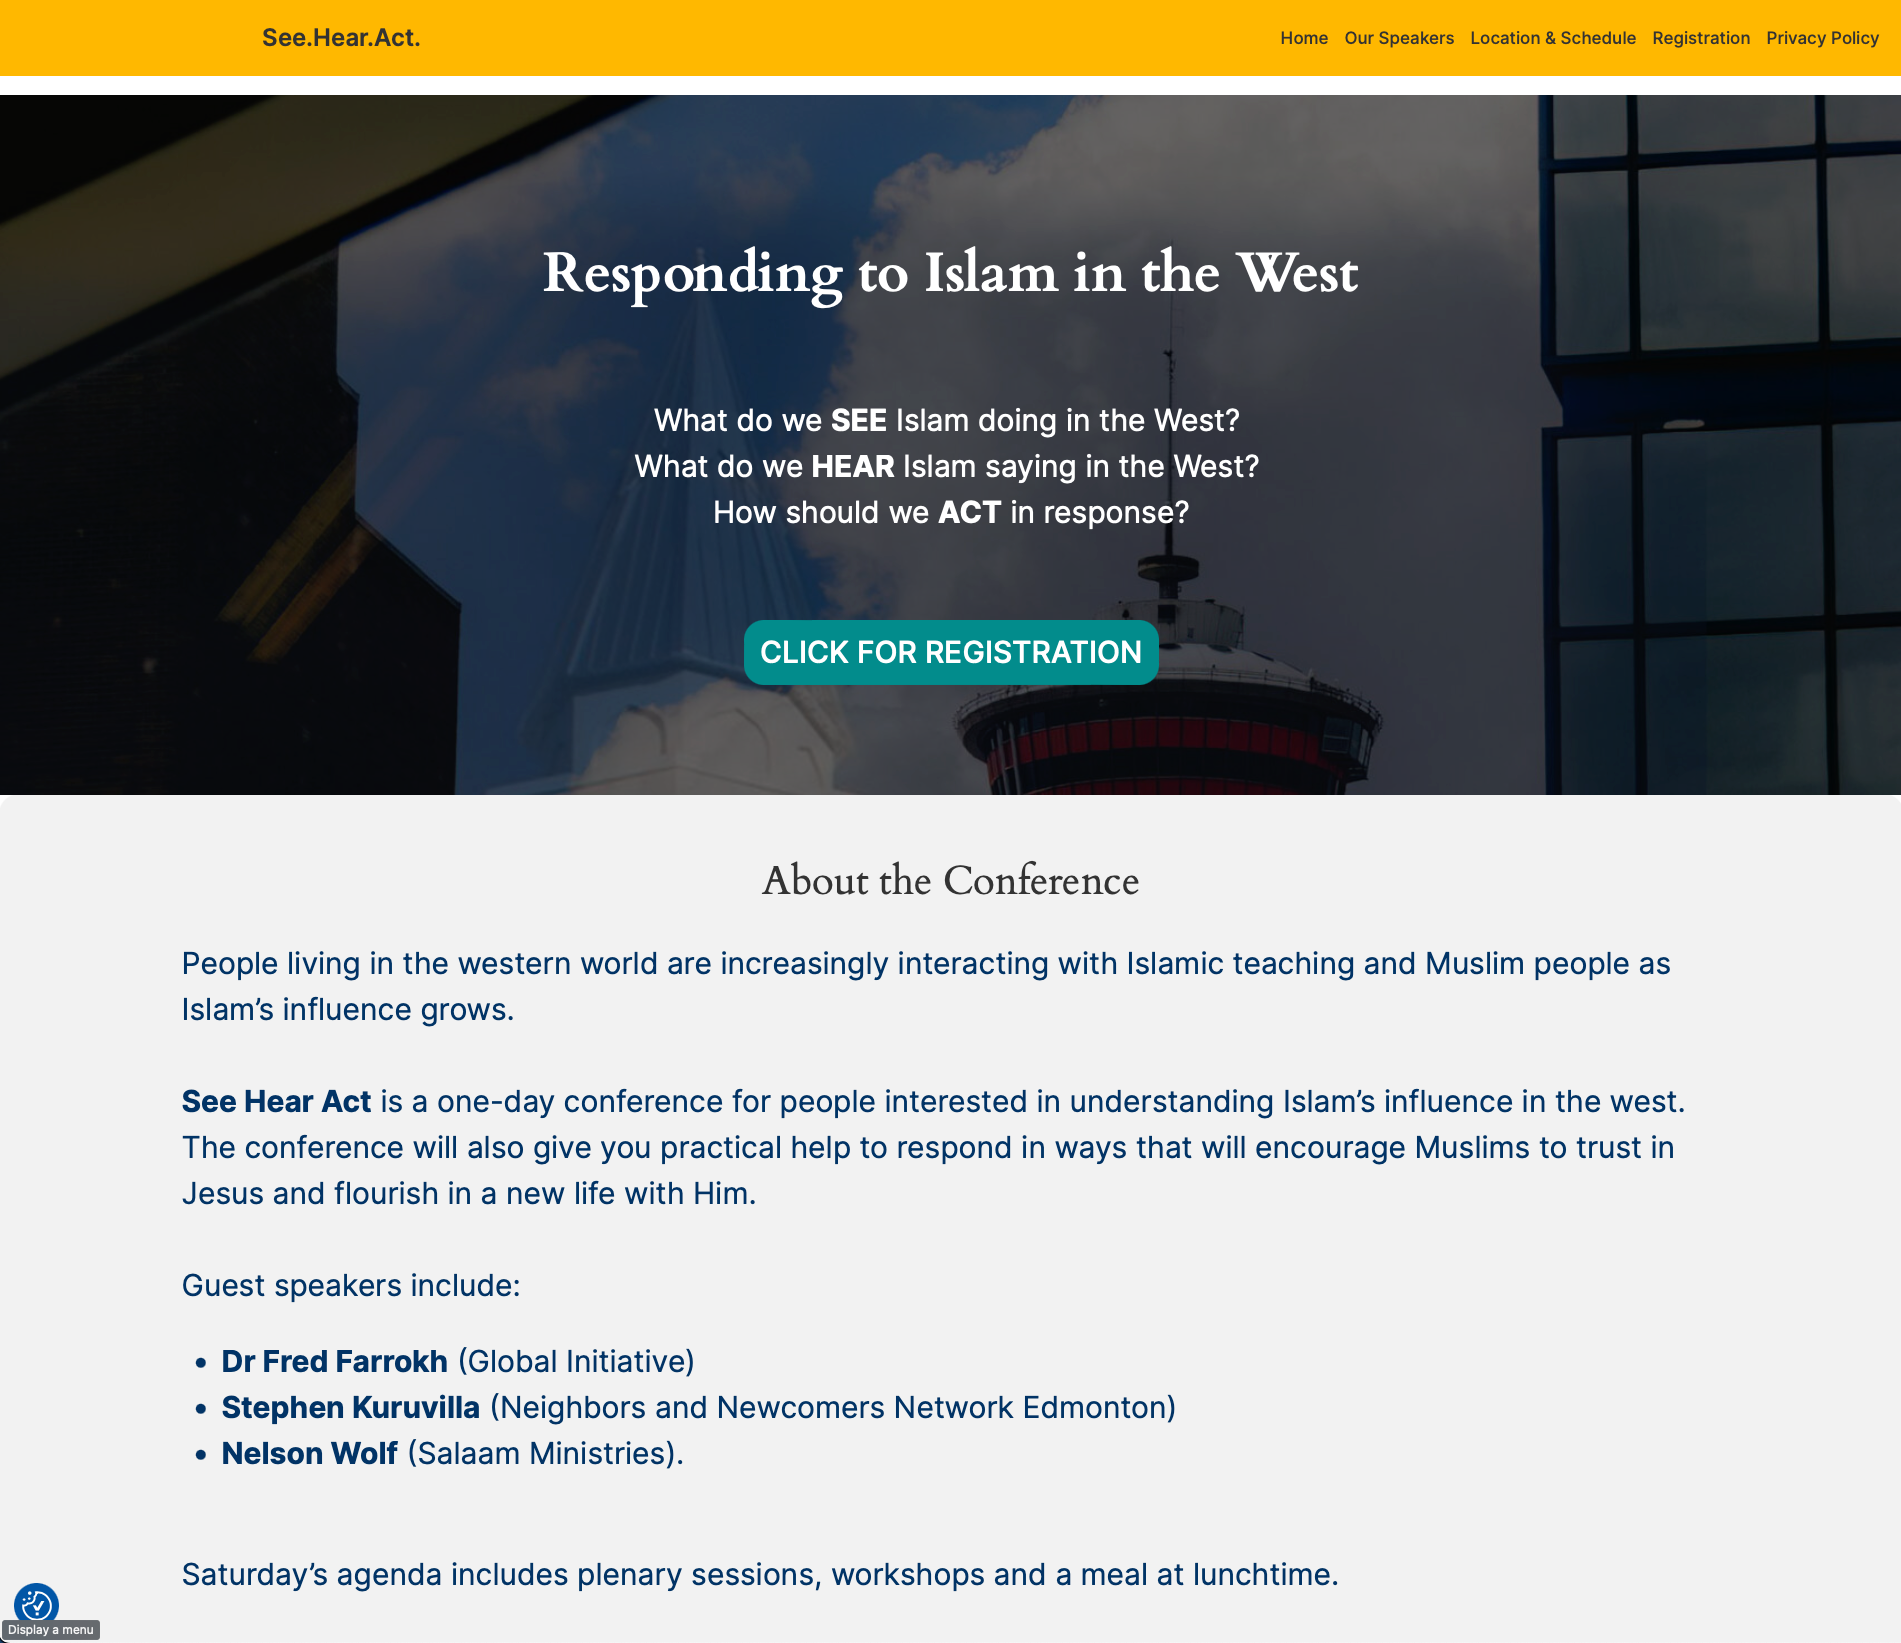 See.Hear.Act.
Home Our Speakers Location & Schedule Registration Privacy Policy
Responding to Islam in the West
What do we SEE Islam doing in the West?
What do we HEAR Islam saying in the West?
How should we ACT in response?
CLICK FOR REGISTRATION
About the Conference
People living in the western world are increasingly interacting with Islamic teaching and Muslim people as
Islam’s influence grows.
See Hear Act is a one-day conference for people interested in understanding Islam’s influence in the west.
The conference will also give you practical help to respond in ways that will encourage Muslims to trust in
Jesus and flourish in a new life with Him.
Guest speakers include:
• Dr Fred Farrokh (Global Initiative)
• Stephen Kuruvilla (Neighbors and Newcomers Network Edmonton)
• Nelson Wolf (Salaam Ministries).
Saturday’s agenda includes plenary sessions, workshops and a meal at lunchtime.
Display a menu